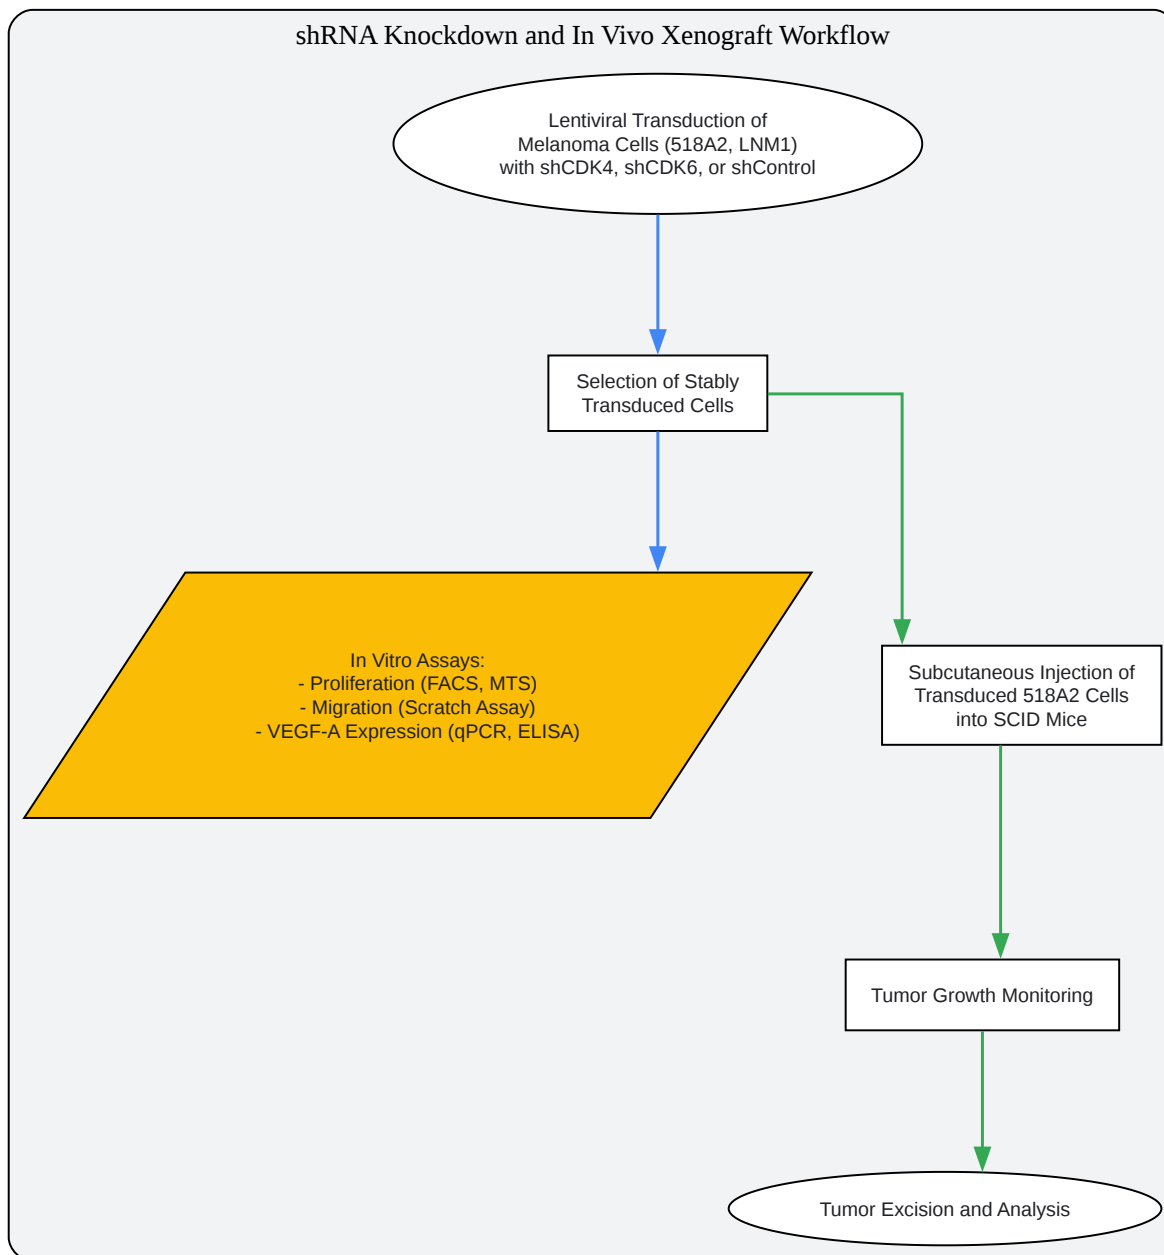 shRNA Knockdown and In Vivo Xenograft Workflow
Lentiviral Transduction of
Melanoma Cells (518A2, LNM1)
with shCDK4, shCDK6, or shControl
Selection of Stably
Transduced Cells
In Vitro Assays:
- Proliferation (FACS, MTS)
- Migration (Scratch Assay)
- VEGF-A Expression (qPCR, ELISA)
Subcutaneous Injection of
Transduced 518A2 Cells
into SCID Mice
Tumor Growth Monitoring
Tumor Excision and Analysis